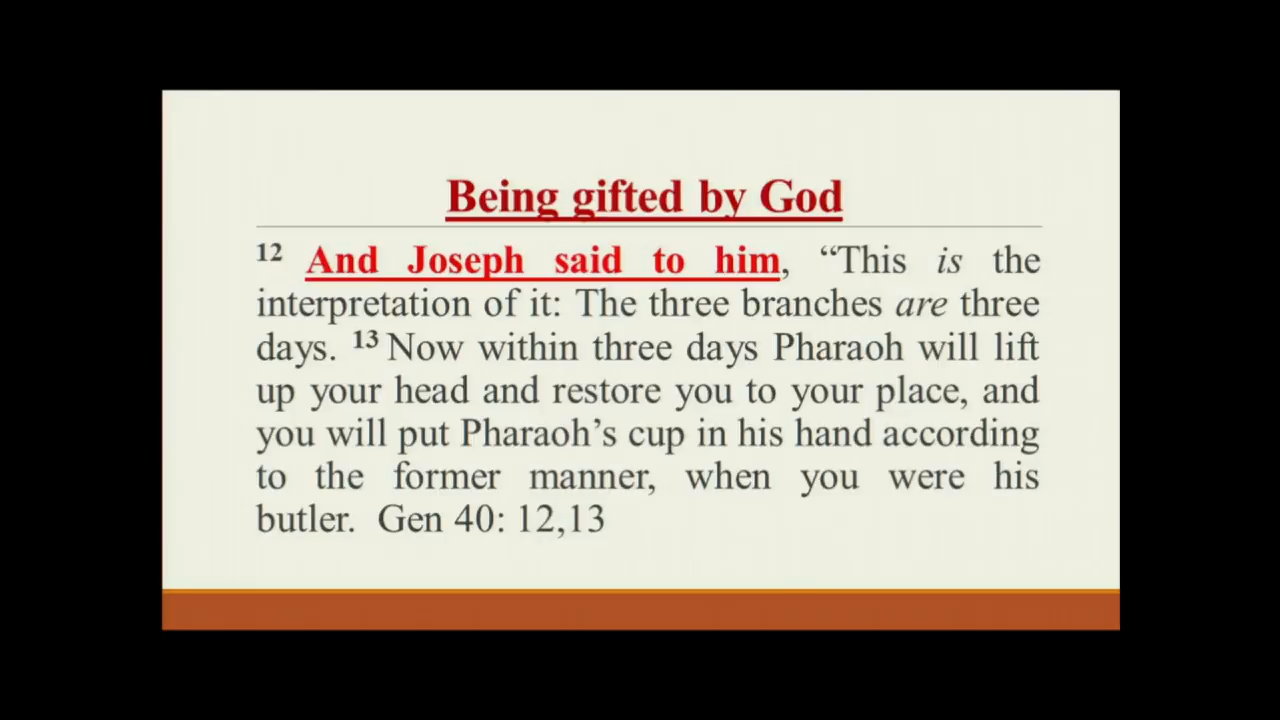 Being gifted by God
12 And Joseph said to him, “This is the
interpretation of it: The three branches are three
days. 13 Now within three days Pharaoh will lift
up your head and restore you to your place, and
you will put Pharaoh’s cup in his hand according
to the former manner, when you were his
butler. Gen 40: 12,13